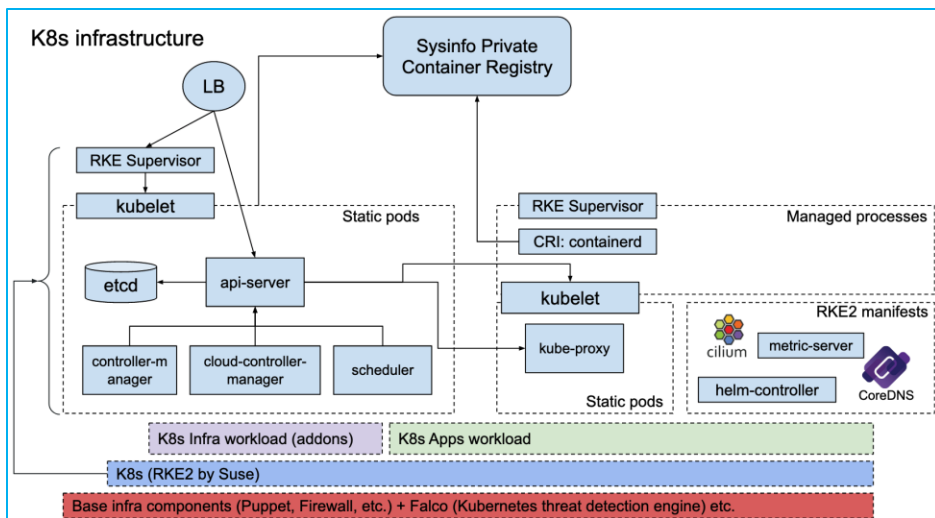 K8s infrastructure
Sysinfo Private
Container Registry
LB
RKE Supervisor
kubelet
Static pods
etcd
api-server
controller-m
anager
cloud-controller-
manager
scheduler
RKE Supervisor
Managed processes
CRI: containerd
kubelet
kube-proxy
Static pods
RKE2 manifests
cilium
metric-server
helm-controller
CoreDNS
K8s Infra workload (addons)
K8s Apps workload
K8s (RKE2 by Suse)
Base infra components (Puppet, Firewall, etc.) + Falco (Kubernetes threat detection engine) etc.